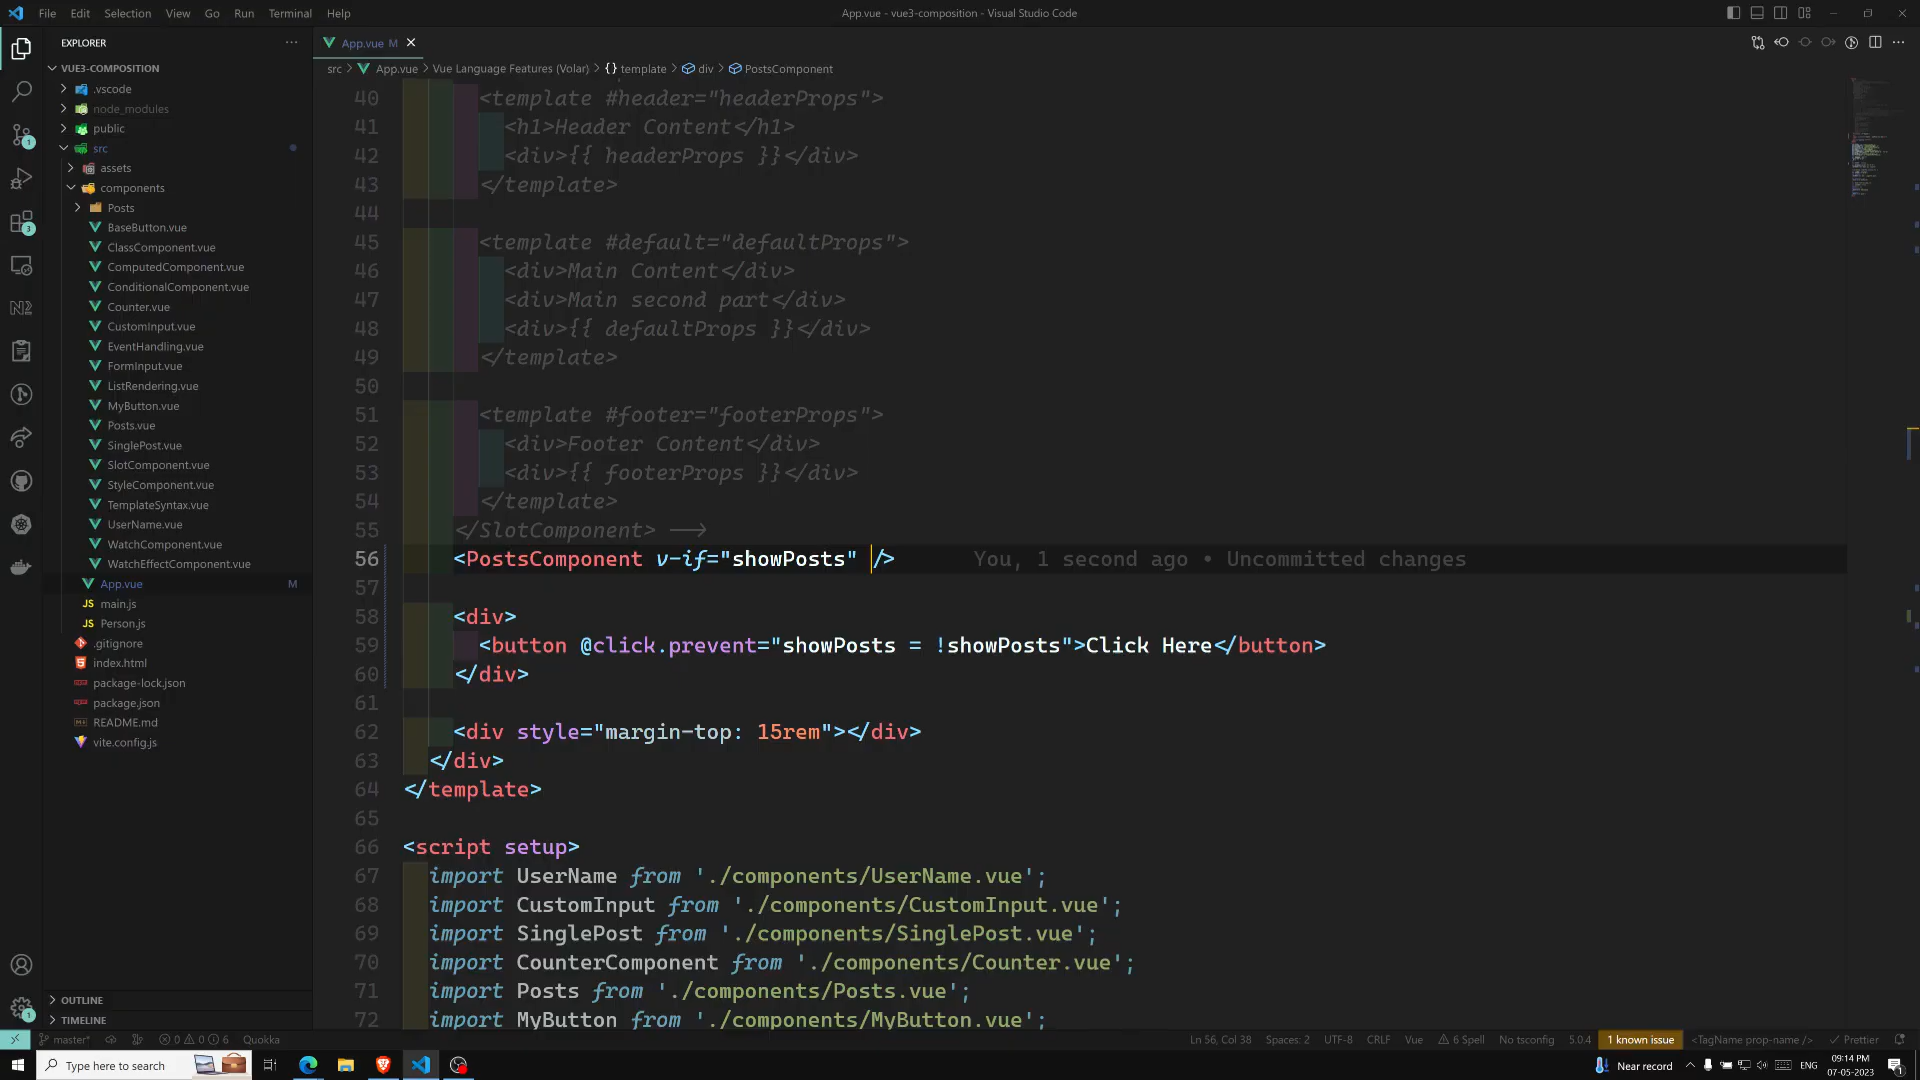 File Edit Selection View Go Run Terminal Help
App.vue - vue3-composition - Visual Studio Code
EXPLORER
VUE3-COMPOSITION
.vscode
node_modules
public
src
assets
components
Posts
BaseButton.vue
ClassComponent.vue
ComputedComponent.vue
ConditionalComponent.vue
Counter.vue
CustomInput.vue
EventHandling.vue
FormInput.vue
ListRendering.vue
MyButton.vue
Posts.vue
SinglePost.vue
SlotComponent.vue
StyleComponent.vue
TemplateSyntax.vue
UserName.vue
WatchComponent.vue
WatchEffectComponent.vue
App.vue M
JS main.js
JS Person.js
.gitignore
index.html
package-lock.json
package.json
README.md
vite.config.js
OUTLINE
TIMELINE
App.vue M
src > App.vue > Vue Language Features (Volar) > {} template > div > PostsComponent
40 <template #header="headerProps">
41 <h1>Header Content</h1>
42 <div>{{ headerProps }}</div>
43 </template>
44
45 <template #default="defaultProps">
46 <div>Main Content</div>
47 <div>Main second part</div>
48 <div>{{ defaultProps }}</div>
49 </template>
50
51 <template #footer="footerProps">
52 <div>Footer Content</div>
53 <div>{{ footerProps }}</div>
54 </template>
55 </SlotComponent> -->
56 <PostsComponent v-if="showPosts" /> You, 1 second ago • Uncommitted changes
57
58 <div>
59 <button @click.prevent="showPosts = !showPosts">Click Here</button>
60 </div>
61
62 <div style="margin-top: 15rem"></div>
63 </div>
64 </template>
65
66 <script setup>
67 import UserName from './components/UserName.vue';
68 import CustomInput from './components/CustomInput.vue';
69 import SinglePost from './components/SinglePost.vue';
70 import CounterComponent from './components/Counter.vue';
71 import Posts from './components/Posts.vue';
72 import MyButton from './components/MyButton.vue';
master* 0 0 6 Quokka
Ln 56, Col 38 Spaces: 2 UTF-8 CRLF Vue 6 Spell No tsconfig 5.0.4 1 known issue <TagName prop-name /> Prettier
Type here to search
Near record ENG 09:14 PM
07-05-2023